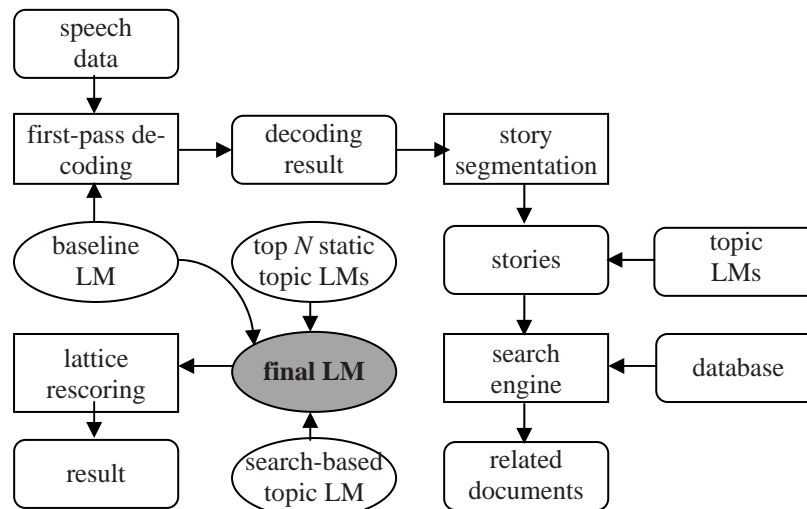 speech
data
first-pass de-
coding
decoding
result
story
segmentation
baseline
LM
top N static
topic LMs
stories
topic
LMs
lattice
rescoring
final LM
search
engine
database
result
search-based
topic LM
related
documents